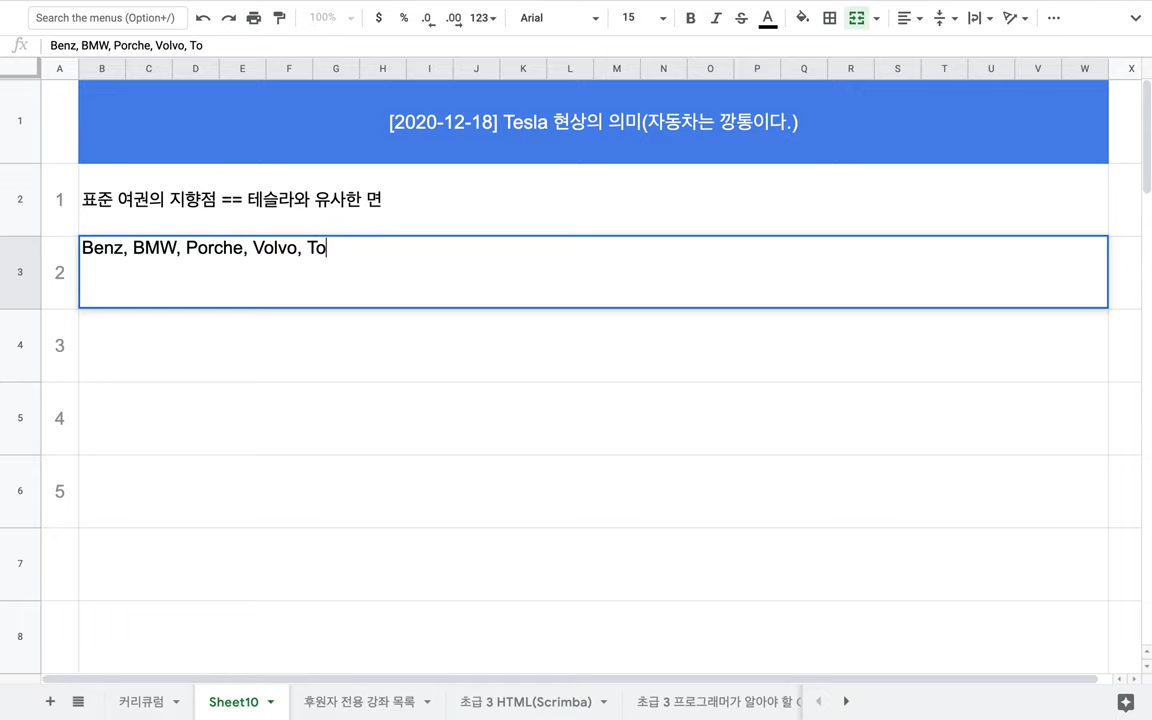 Search the menus (Option+/)
100%
$ % .0 .00 123
Arial
15
B I S A
fx Benz, BMW, Porche, Volvo, To
A B C D E F G H I J K L M N O P Q R S T U V W X
1 [2020-12-18] Tesla 현상의 의미(자동차는 깡통이다.)
2 1 표준 여권의 지향점 == 테슬라와 유사한 면
3 2 Benz, BMW, Porche, Volvo, To
4 3
5 4
6 5
7
8
커리큘럼 Sheet10 후원자 전용 강좌 목록 초급 3 HTML(Scrimba) 초급 3 프로그래머가 알아야 할